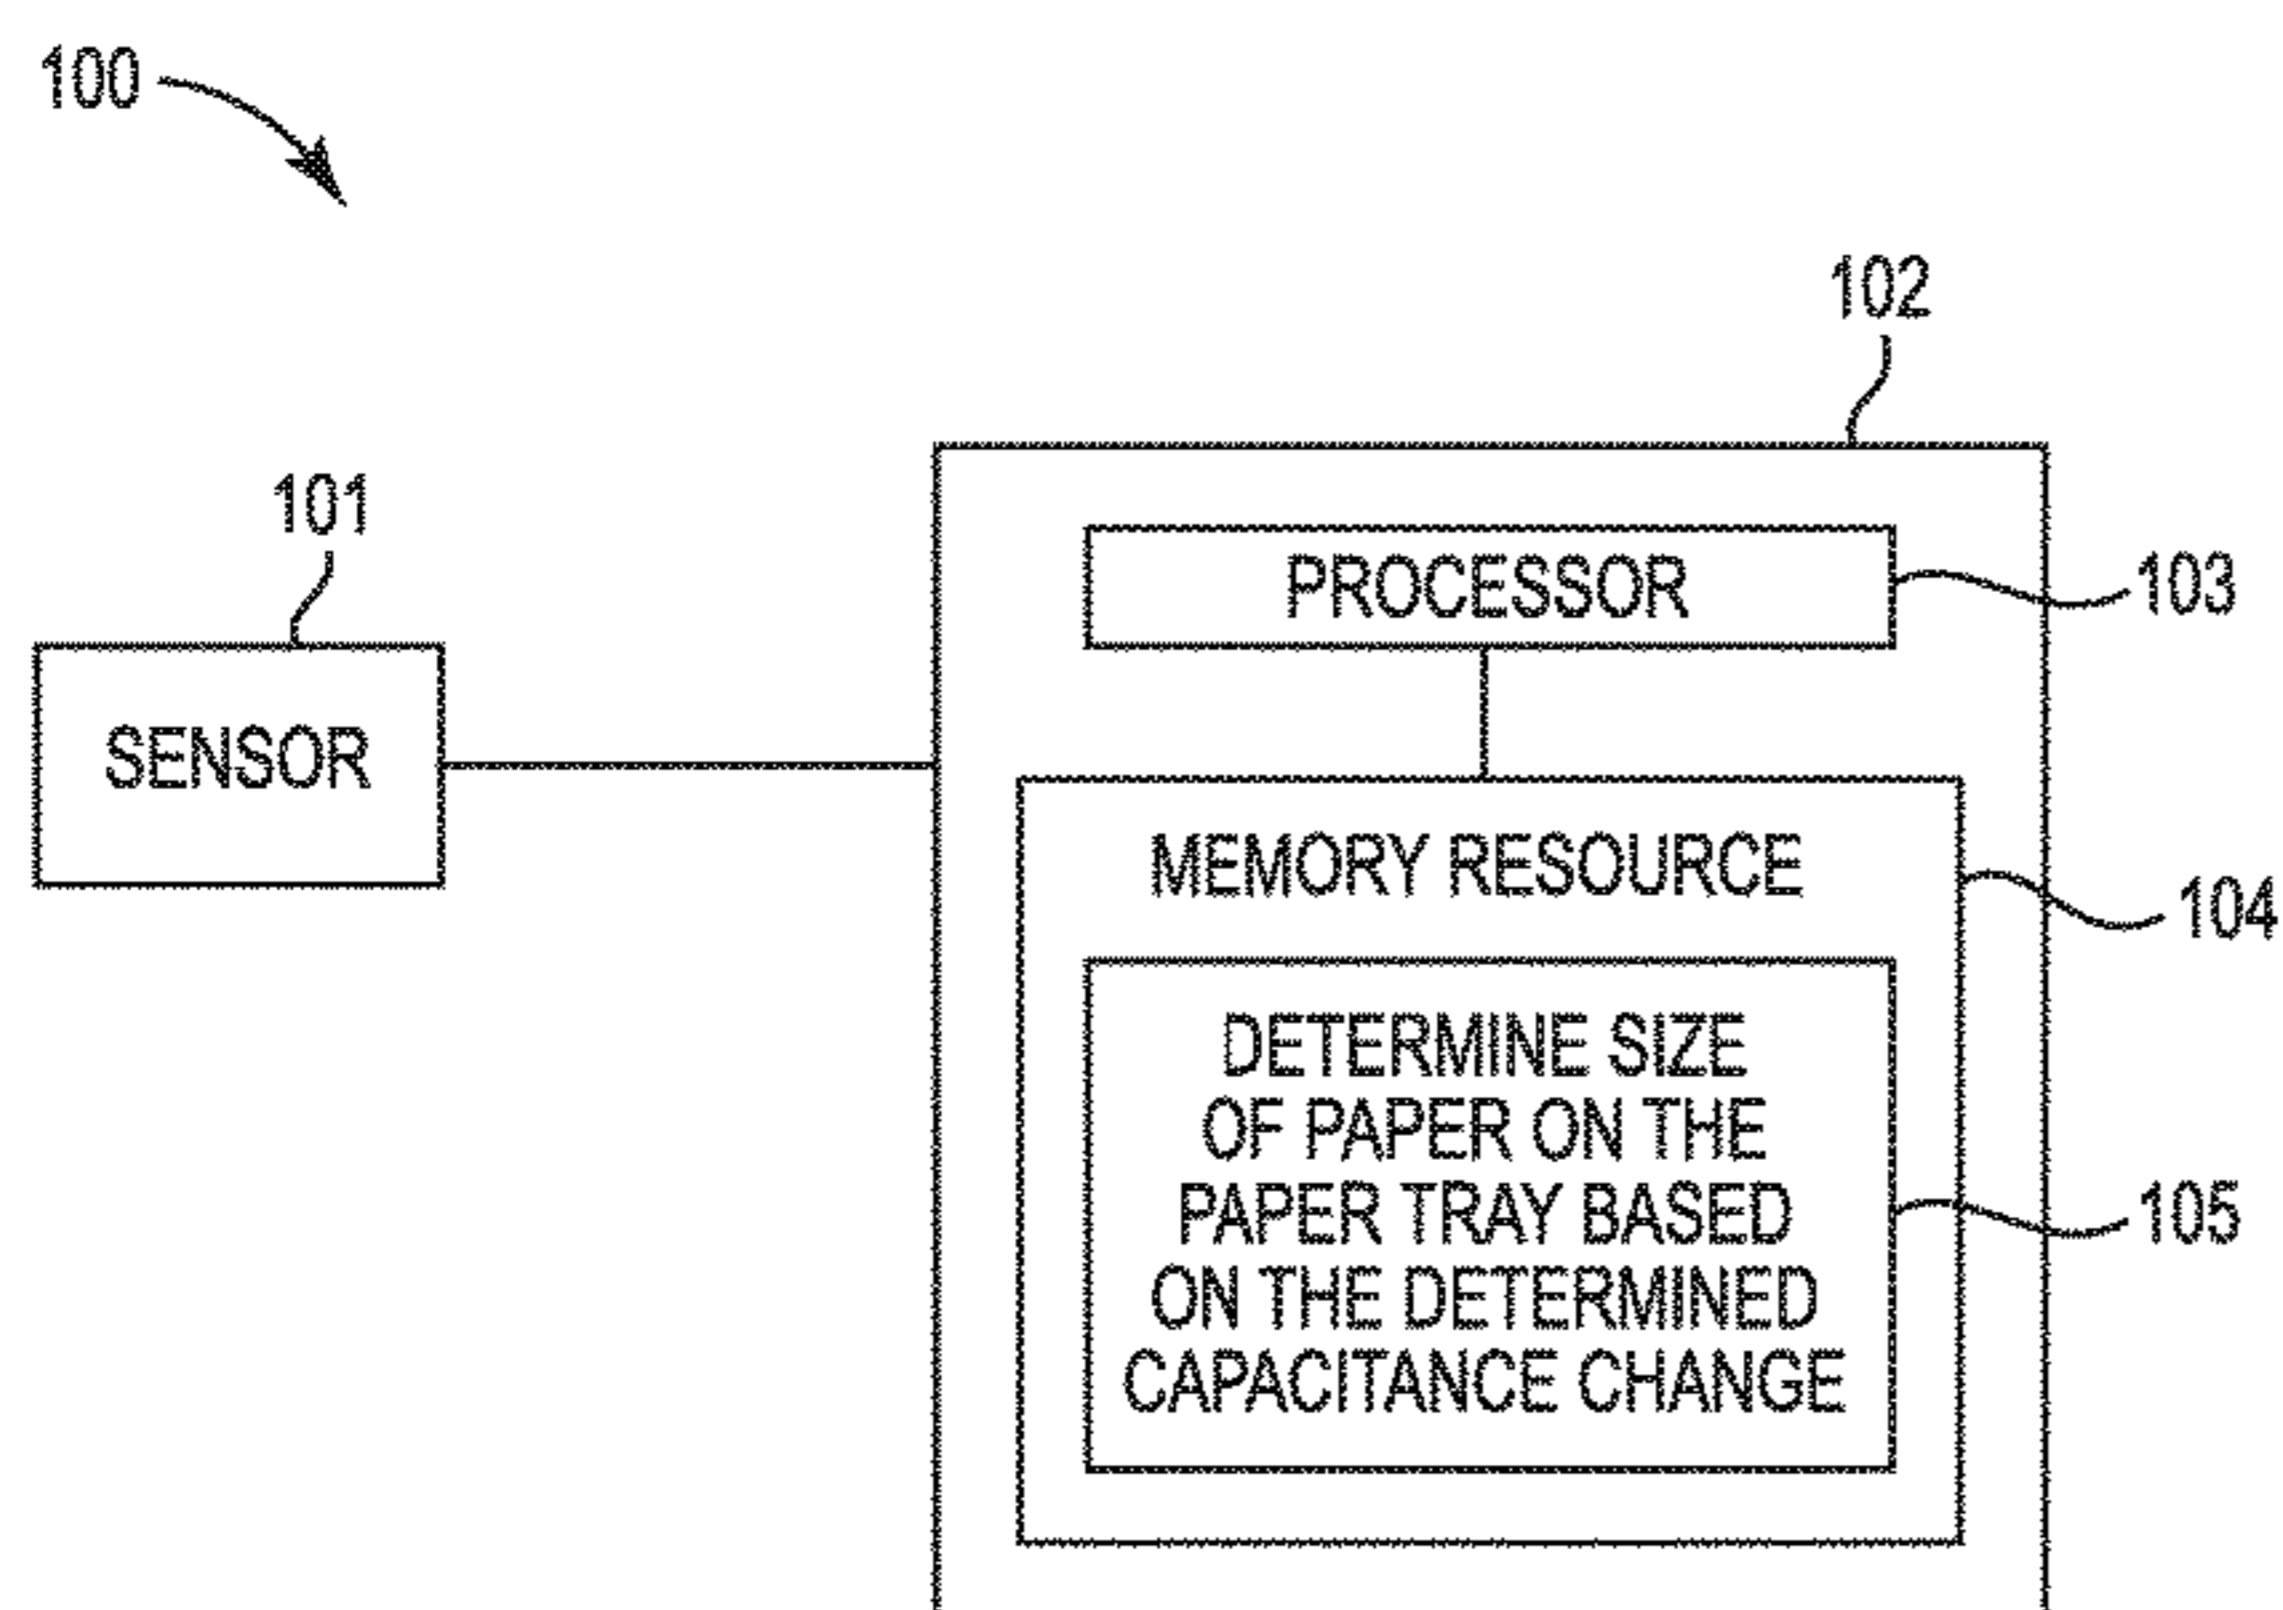 100
102
101
PROCESSOR
103
SENSOR
MEMORY RESOURCE
104
DETERMINE SIZE
OF PAPER ON THE
PAPER TRAY BASED
105
ON THE DETERMINED
CAPACITANCE CHANGE